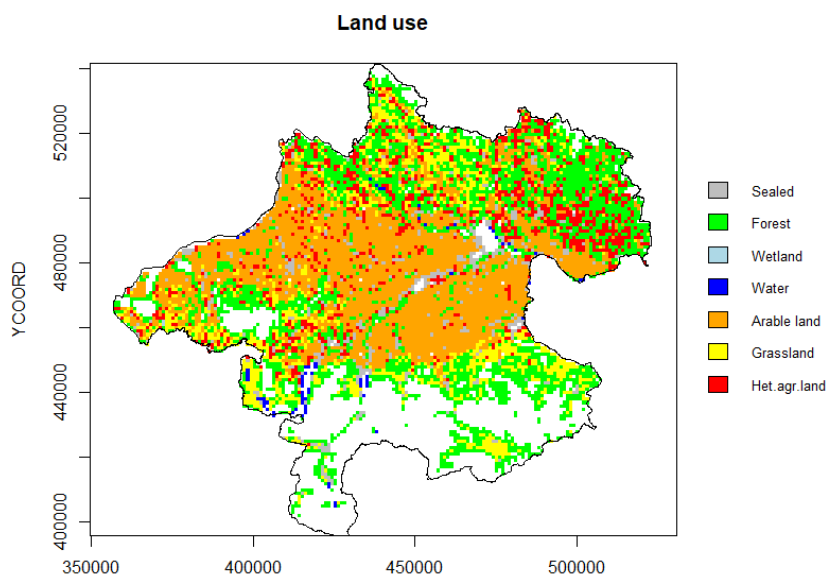 Land use
YCOORD
520000
480000
440000
400000
350000
400000
450000
500000
Sealed
Forest
Wetland
Water
Arable land
Grassland
Het.agr.land